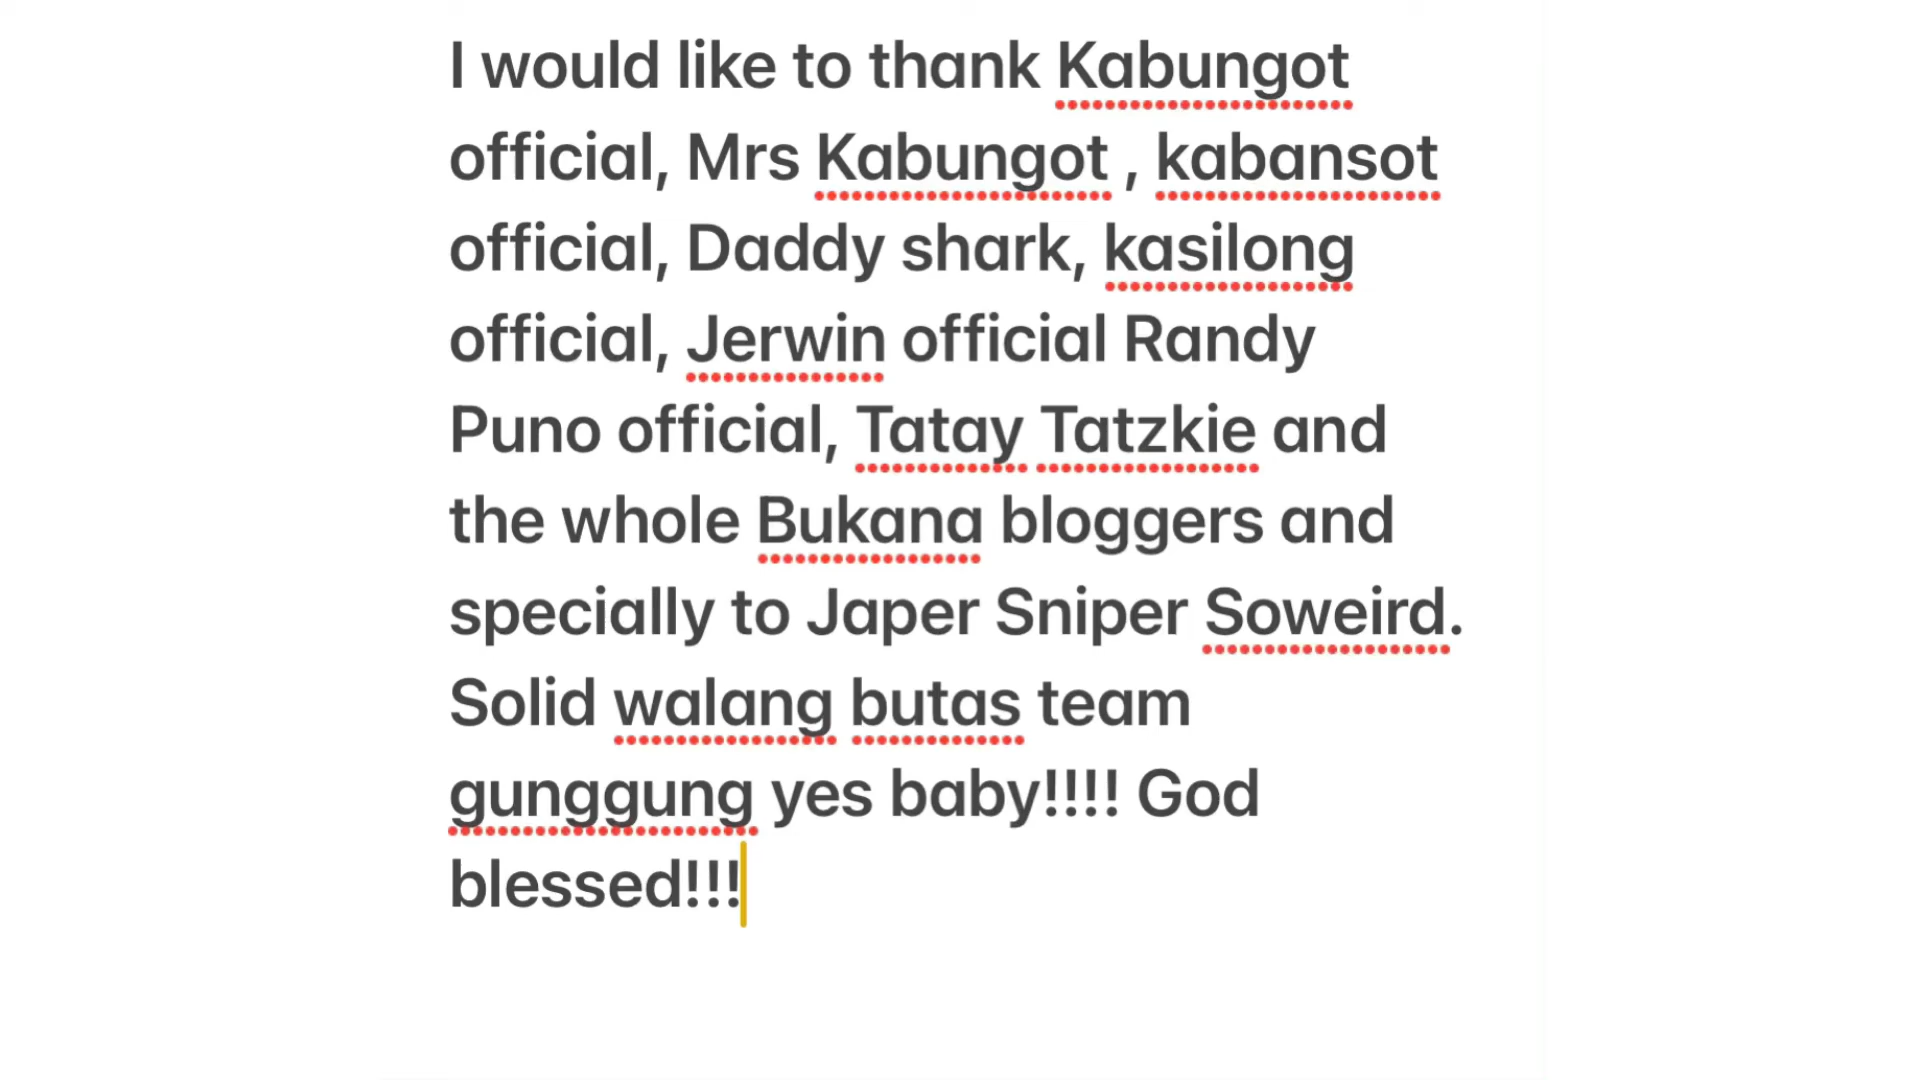 I would like to thank Kabungot
official, Mrs Kabungot , kabansot
official, Daddy shark, kasilong
official, Jerwin official Randy
Puno official, Tatay Tatzkie and
the whole Bukana bloggers and
specially to Japer Sniper Soweird.
Solid walang butas team
gunggung yes baby!!!! God
blessed!!!